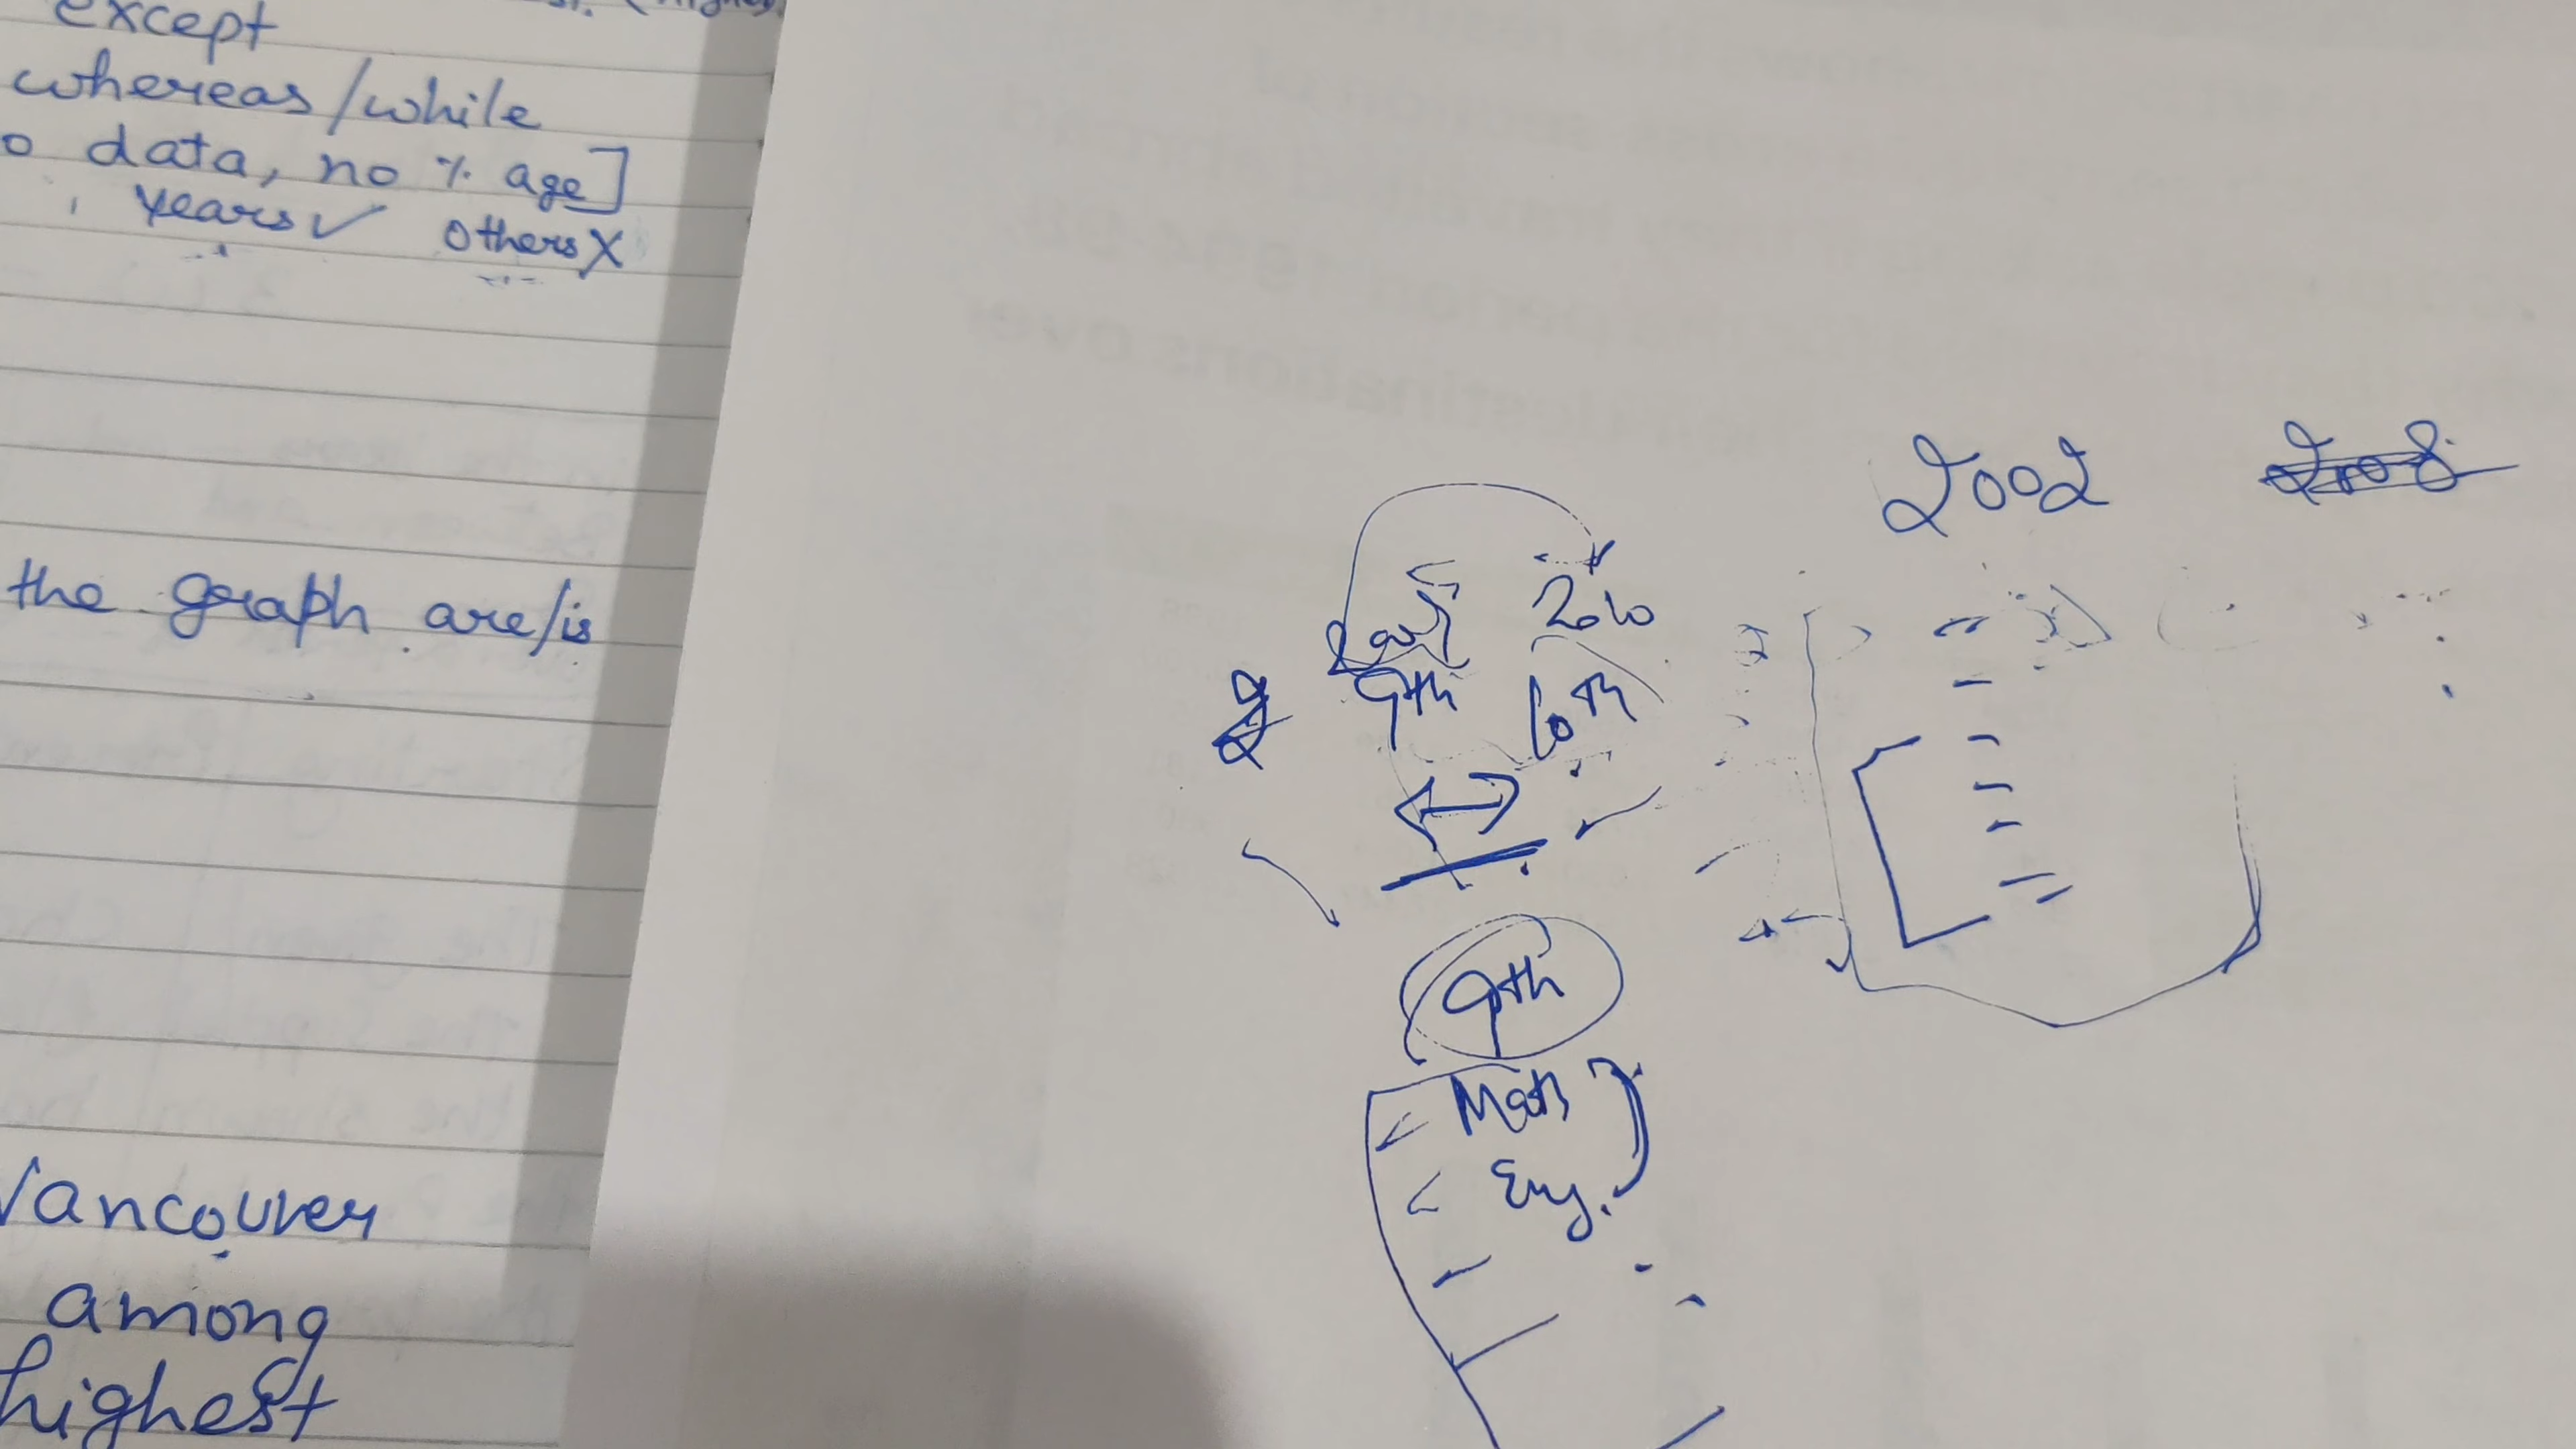 except
whereas/while
o data, no % age]
years✓ others X
the graph are/is
Vancouver
among
highest
2002
2010
9th 10th
9th
Math
Eng.